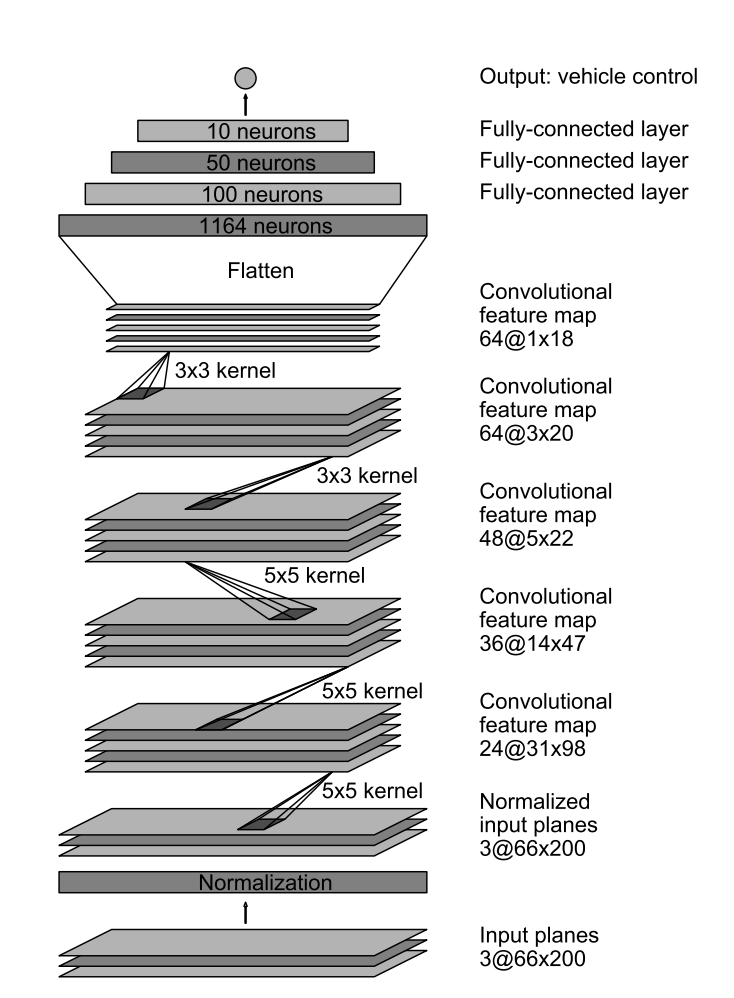 Output: vehicle control
10 neurons
Fully-connected layer
50 neurons
Fully-connected layer
100 neurons
Fully-connected layer
1164 neurons
Flatten
Convolutional
feature map
64@1x18
3x3 kernel
Convolutional
feature map
64@3x20
3x3 kernel
Convolutional
feature map
48@5x22
5x5 kernel
Convolutional
feature map
36@14x47
5x5 kernel
Convolutional
feature map
24@31x98
5x5 kernel
Normalized
input planes
3@66x200
Normalization
Input planes
3@66x200